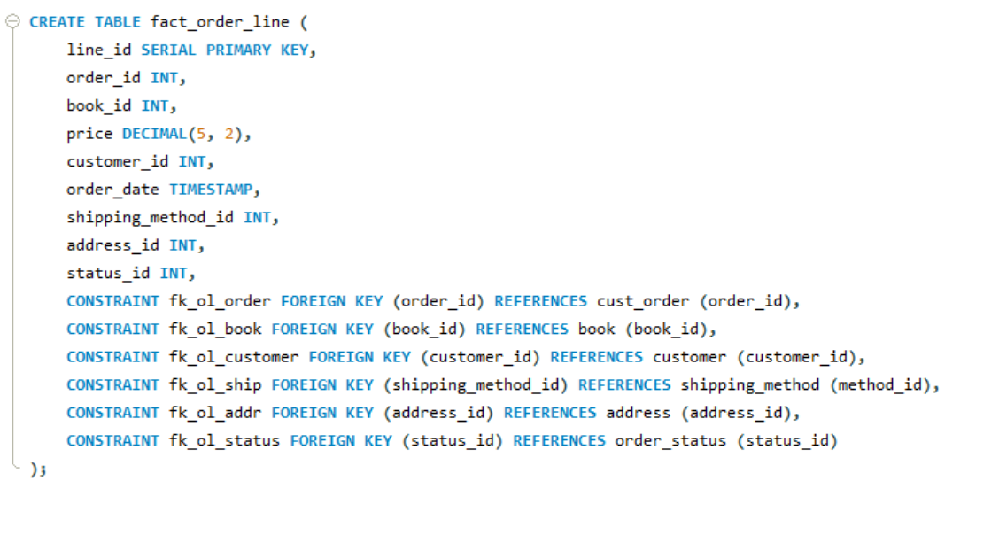 CREATE TABLE fact_order_line (
line_id SERIAL PRIMARY KEY,
order_id INT,
book_id INT,
price DECIMAL(5, 2),
customer_id INT,
order_date TIMESTAMP,
shipping_method_id INT,
address_id INT,
status_id INT,
CONSTRAINT fk_ol_order FOREIGN KEY (order_id) REFERENCES cust_order (order_id),
CONSTRAINT fk_ol_book FOREIGN KEY (book_id) REFERENCES book (book_id),
CONSTRAINT fk_ol_customer FOREIGN KEY (customer_id) REFERENCES customer (customer_id),
CONSTRAINT fk_ol_ship FOREIGN KEY (shipping_method_id) REFERENCES shipping_method (method_id),
CONSTRAINT fk_ol_addr FOREIGN KEY (address_id) REFERENCES address (address_id),
CONSTRAINT fk_ol_status FOREIGN KEY (status_id) REFERENCES order_status (status_id)
);